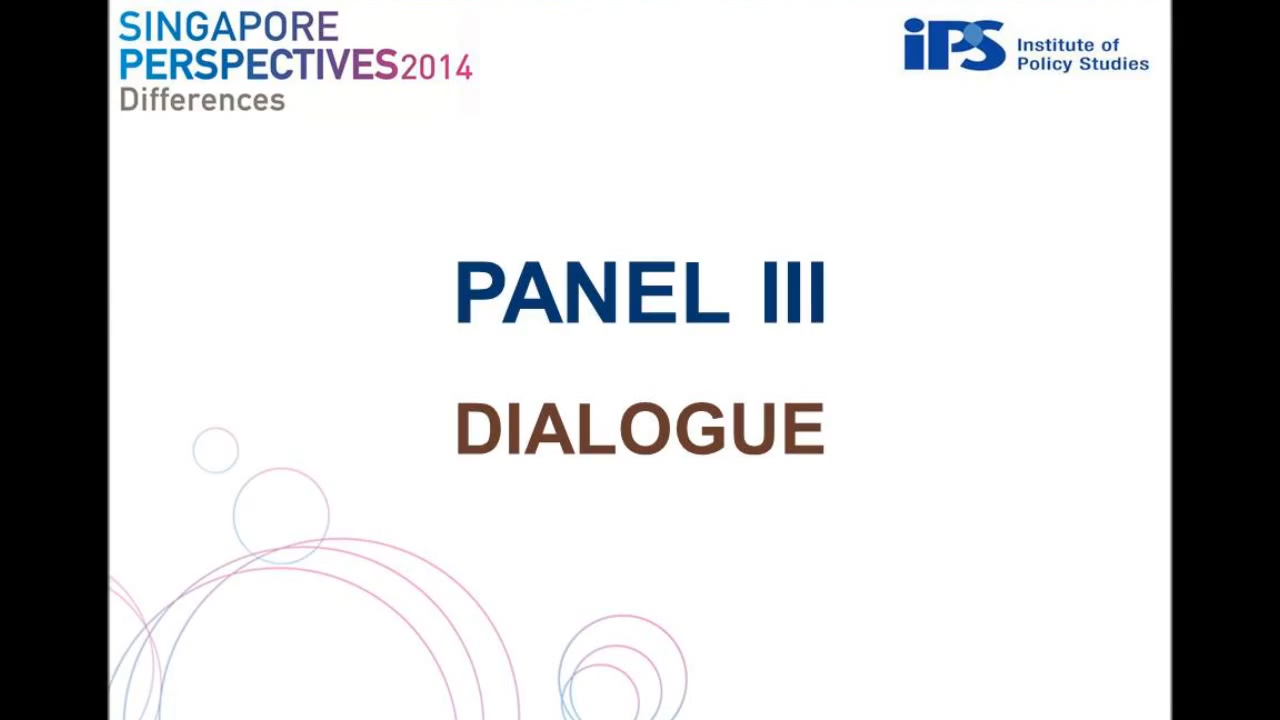 SINGAPORE
PERSPECTIVES2014
Differences
iPS Institute of
Policy Studies
PANEL III
DIALOGUE